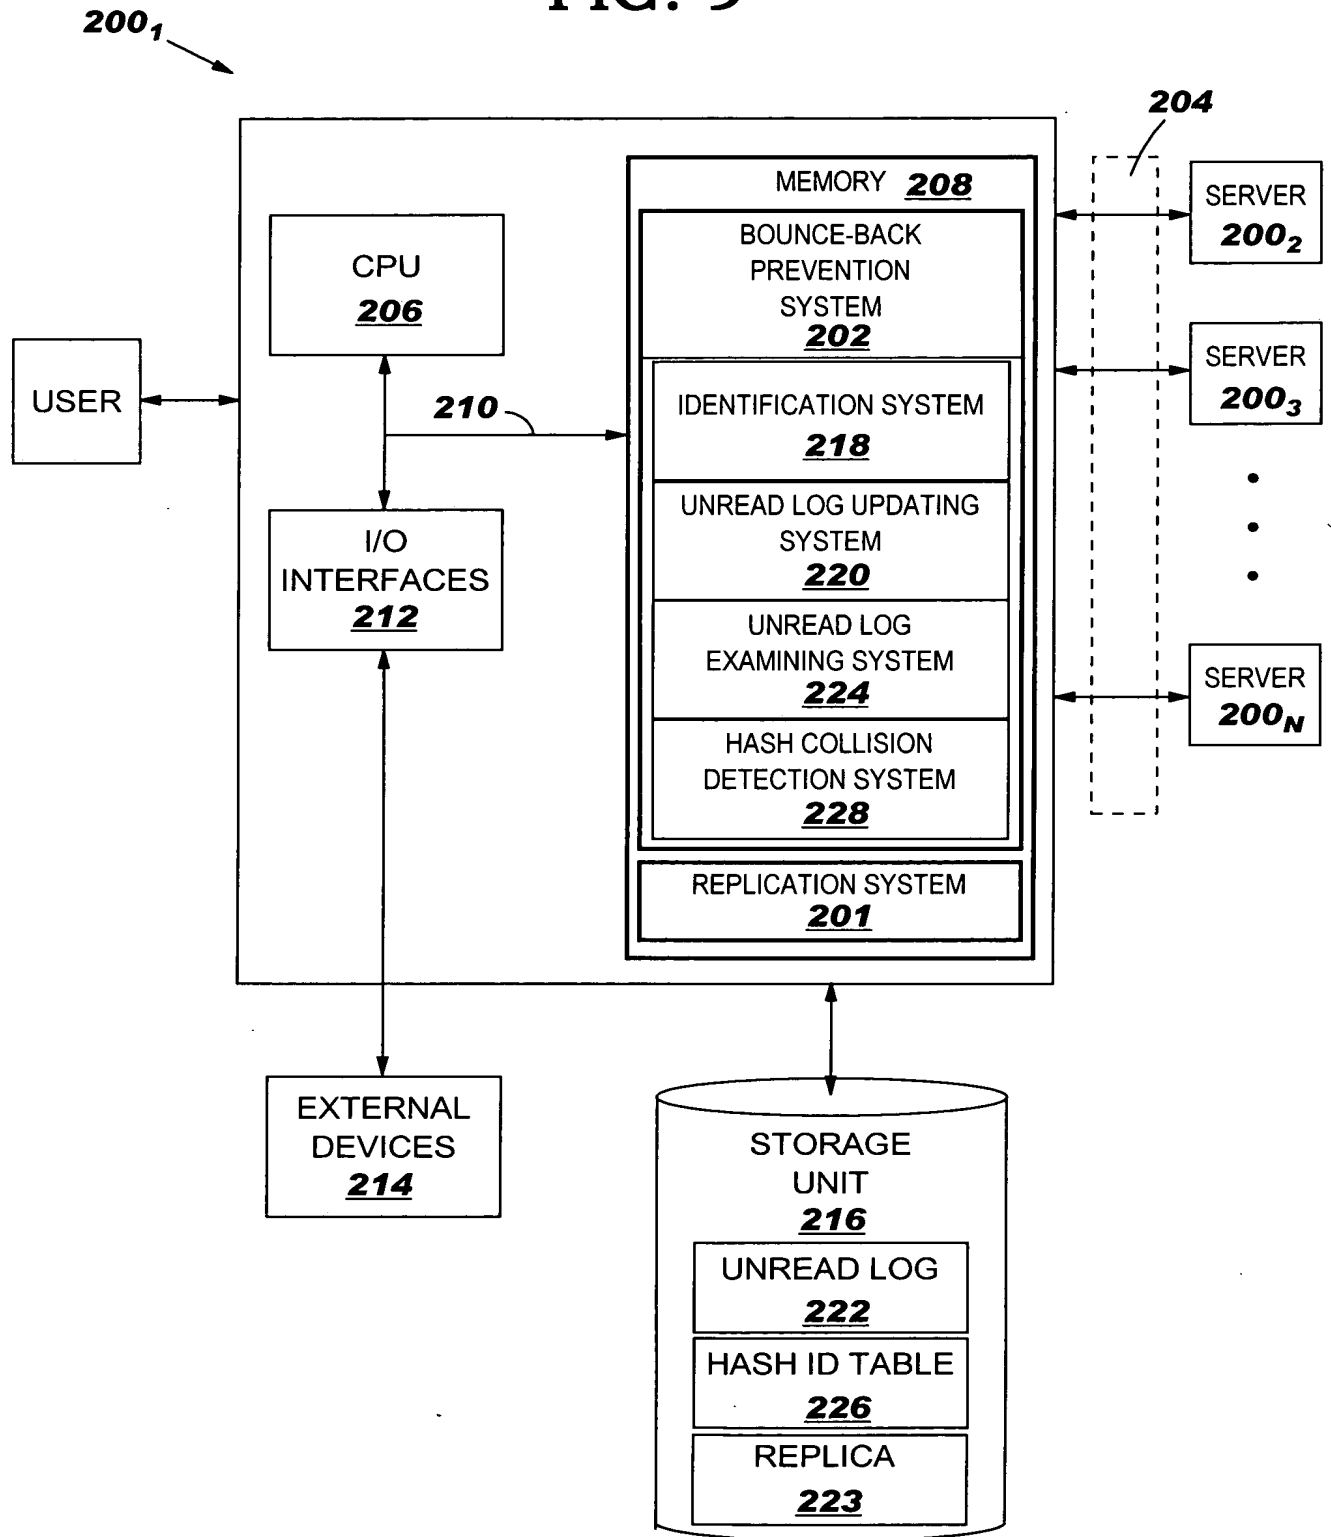 200₁
204
MEMORY 208
SERVER
200₂
BOUNCE-BACK
PREVENTION
SYSTEM
202
CPU
206
SERVER
200₃
USER
210
IDENTIFICATION SYSTEM
218
UNREAD LOG UPDATING
SYSTEM
220
I/O
INTERFACES
212
UNREAD LOG
EXAMINING SYSTEM
224
SERVER
200N
HASH COLLISION
DETECTION SYSTEM
228
REPLICATION SYSTEM
201
EXTERNAL
DEVICES
214
STORAGE
UNIT
216
UNREAD LOG
222
HASH ID TABLE
226
REPLICA
223